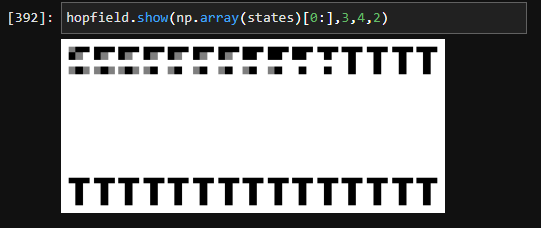 [392]: hopfield.show(np.array(states)[0:],3,4,2)
T T T T
T T T T T T T T T T T T T T T